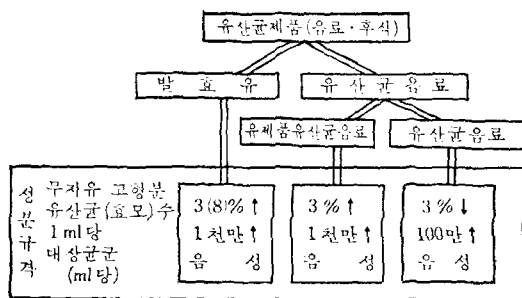 유산균제품(음료·후식)
발효유
유산균음료
유제품유산균음료
유산균음료
성분규격
무지유 고형분
유산균(효모)수
1 ml당
대상균군
(ml당)
3(8)% ↑
1천만 ↑
음 성
3 % ↑
1천만 ↑
음 성
3 % ↓
100만 ↑
음 성